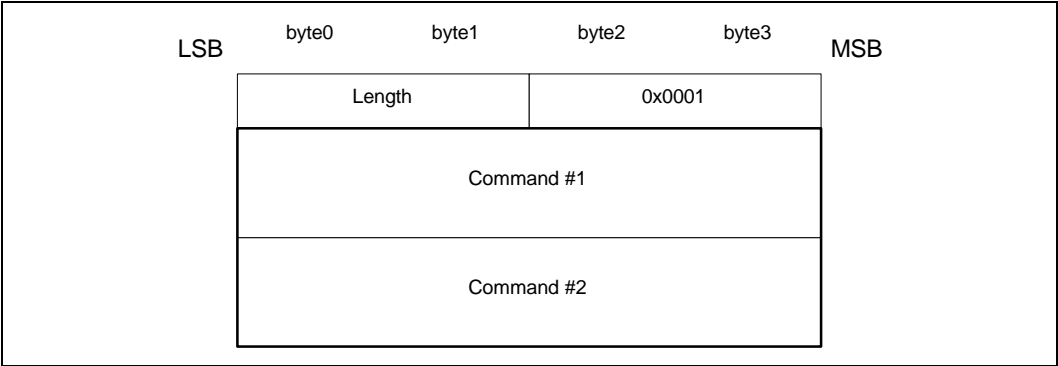 byte0 byte1 byte2 byte3
LSB MSB
Length 0x0001
Command #1
Command #2